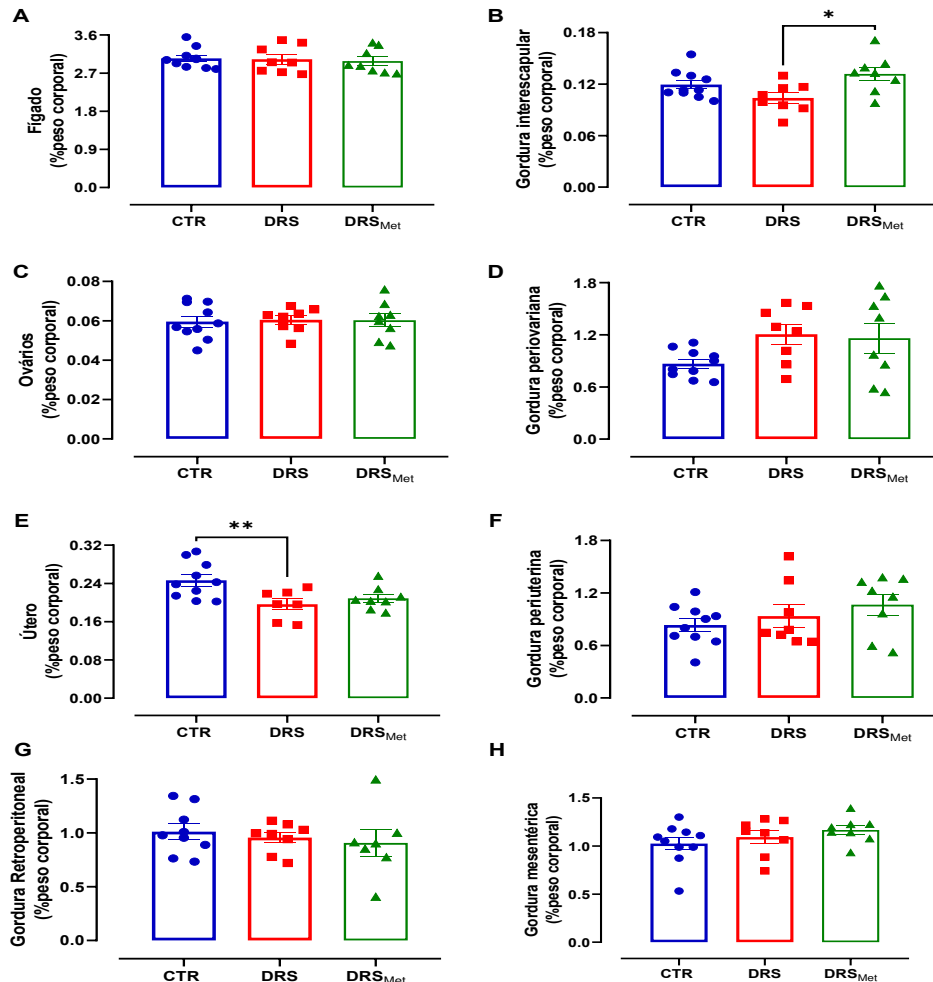 A
Fígado
(%peso corporal)
3.6
2.7
1.8
0.9
0.0
CTR DRS DRSMet
B
Gordura interescapular
(%peso corporal)
0.18
0.12
0.06
0.00
*
CTR DRS DRSMet
C
Ovários
(%peso corporal)
0.08
0.06
0.04
0.02
0.00
CTR DRS DRSMet
D
Gordura periovariana
(%peso corporal)
1.8
1.2
0.6
0.0
CTR DRS DRSMet
E
Útero
(%peso corporal)
0.32
0.24
0.16
0.08
0.00
**
CTR DRS DRSMet
F
Gordura periuterina
(%peso corporal)
1.8
1.2
0.6
0.0
CTR DRS DRSMet
G
Gordura Retroperitoneal
(%peso corporal)
1.5
1.0
0.5
0.0
CTR DRS DRSMet
H
Gordura mesentérica
(%peso corporal)
1.5
1.0
0.5
0.0
CTR DRS DRSMet